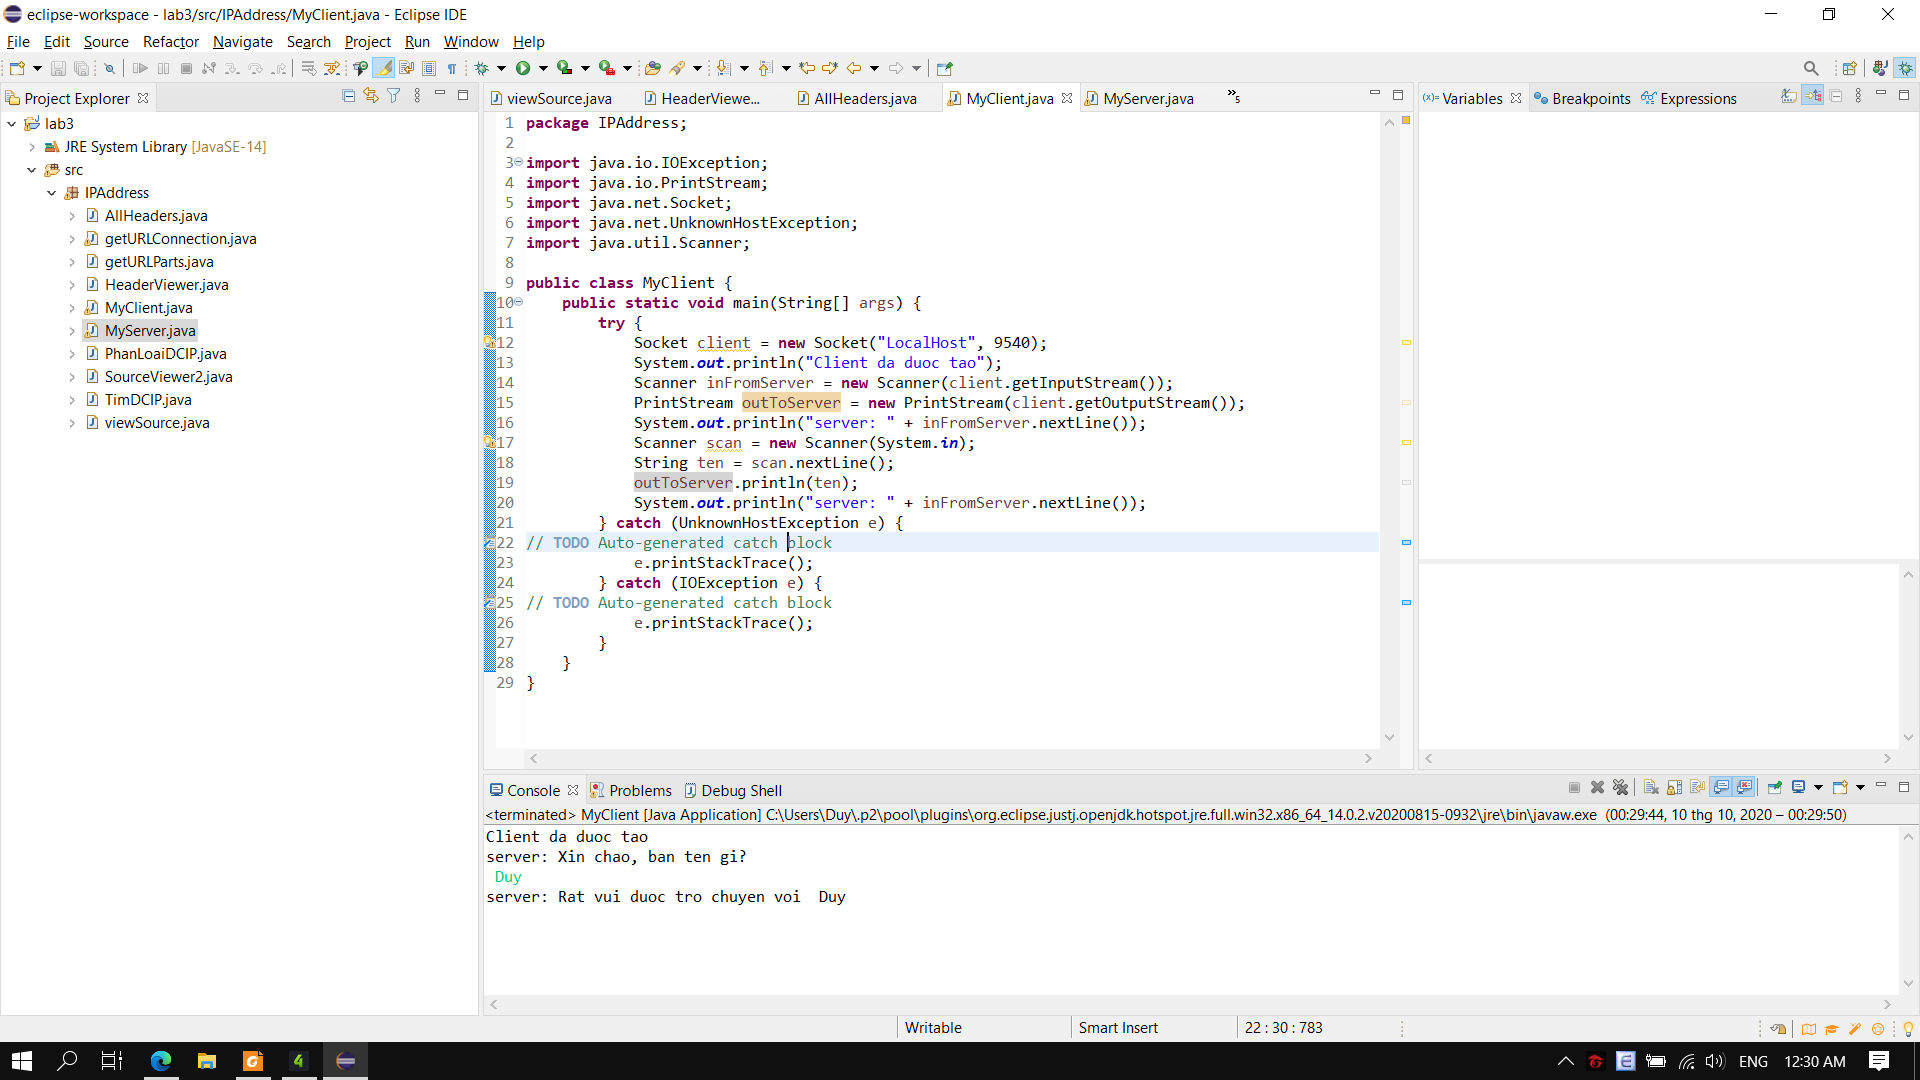 eclipse-workspace - lab3/src/IPAddress/MyClient.java - Eclipse IDE
File Edit Source Refactor Navigate Search Project Run Window Help
Project Explorer
lab3
JRE System Library [JavaSE-14]
src
IPAddress
AllHeaders.java
getURLConnection.java
getURLParts.java
HeaderViewer.java
MyClient.java
MyServer.java
PhanLoaiDCIP.java
SourceViewer2.java
TimDCIP.java
viewSource.java
viewSource.java HeaderViewe... AllHeaders.java MyClient.java MyServer.java »5
1 package IPAddress;
2
3 import java.io.IOException;
4 import java.io.PrintStream;
5 import java.net.Socket;
6 import java.net.UnknownHostException;
7 import java.util.Scanner;
8
9 public class MyClient {
10 public static void main(String[] args) {
11 try {
12 Socket client = new Socket("LocalHost", 9540);
13 System.out.println("Client da duoc tao");
14 Scanner inFromServer = new Scanner(client.getInputStream());
15 PrintStream outToServer = new PrintStream(client.getOutputStream());
16 System.out.println("server: " + inFromServer.nextLine());
17 Scanner scan = new Scanner(System.in);
18 String ten = scan.nextLine();
19 outToServer.println(ten);
20 System.out.println("server: " + inFromServer.nextLine());
21 } catch (UnknownHostException e) {
22 // TODO Auto-generated catch block
23 e.printStackTrace();
24 } catch (IOException e) {
25 // TODO Auto-generated catch block
26 e.printStackTrace();
27 }
28 }
29 }
(x)= Variables Breakpoints Expressions
Console Problems Debug Shell
<terminated> MyClient [Java Application] C:\Users\Duy\.p2\pool\plugins\org.eclipse.justj.openjdk.hotspot.jre.full.win32.x86_64_14.0.2.v20200815-0932\jre\bin\javaw.exe (00:29:44, 10 thg 10, 2020 – 00:29:50)
Client da duoc tao
server: Xin chao, ban ten gi?
Duy
server: Rat vui duoc tro chuyen voi  Duy
Writable Smart Insert 22 : 30 : 783
ENG 12:30 AM